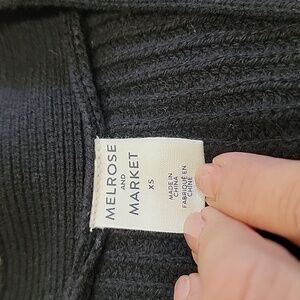 MELROSE
AND
MARKET
XS
MADE IN
CHINA
FABRIQUÉ EN
CHINE